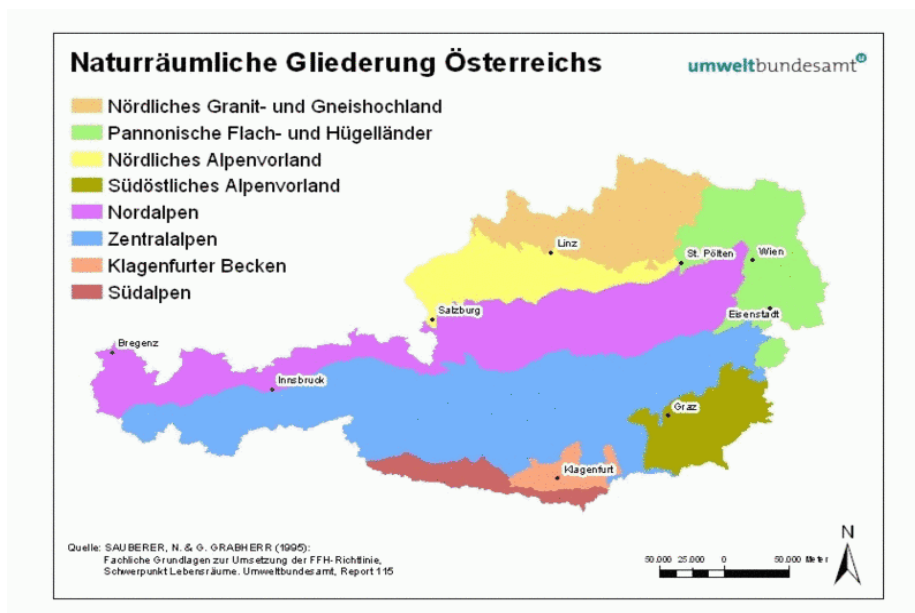 Naturräumliche Gliederung Österreichs
umweltbundesamt
Nördliches Granit- und Gneishochland
Pannonische Flach- und Hügelländer
Nördliches Alpenvorland
Südöstliches Alpenvorland
Nordalpen
Zentralalpen
Klagenfurter Becken
Südalpen
Linz
St. Pölten
Wien
Salzburg
Eisenstadt
Bregenz
Innsbruck
Graz
Klagenfurt
Quelle: SAUBERER, N. & G. GRABHERR (1995):
Fachliche Grundlagen zur Umsetzung der FFH-Richtlinie,
Schwerpunkt Lebensräume. Umweltbundesamt, Report 115
N
50.000 25.000 0 50.000 Meter